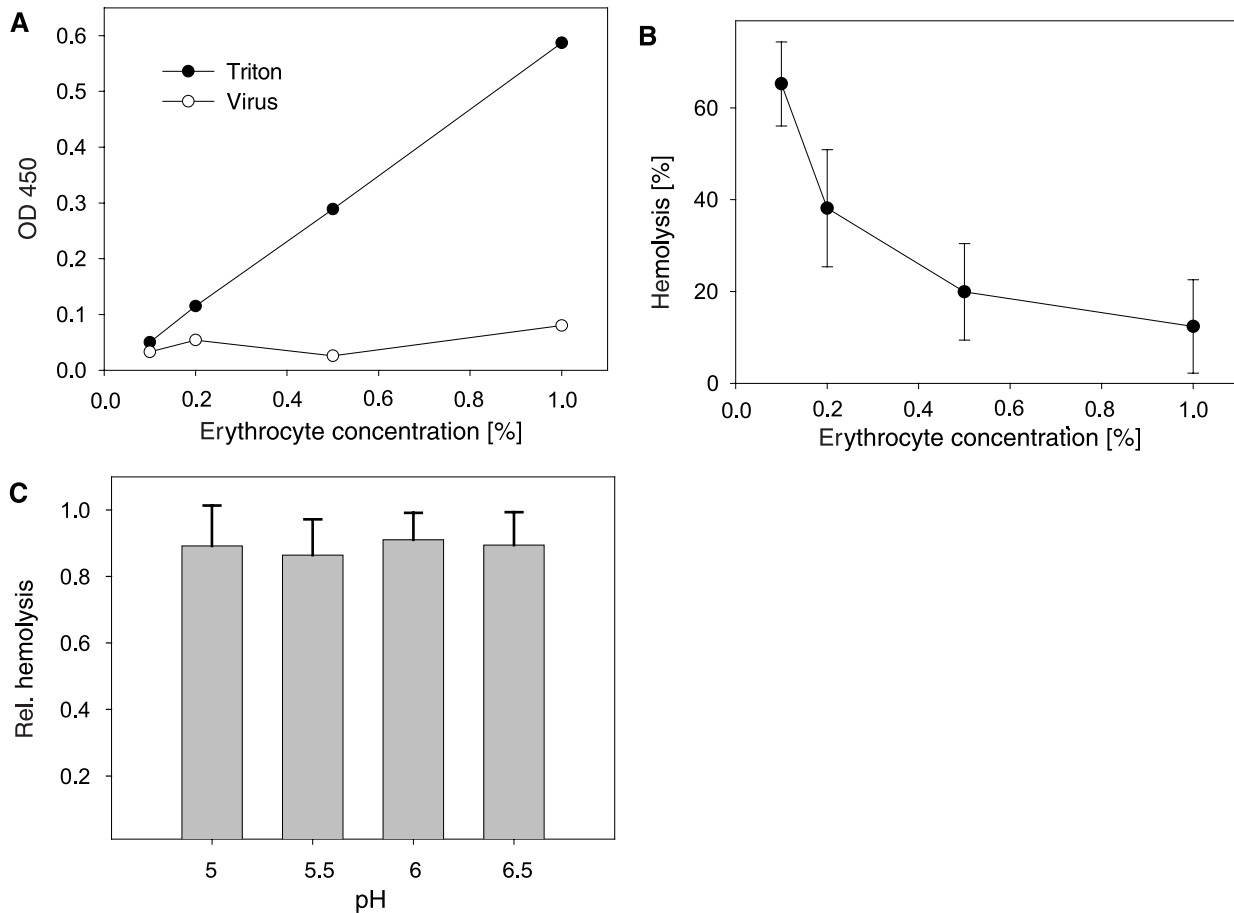 A
0.6
0.5
0.4
0.3
0.2
0.1
0.0
OD 450
Triton
Virus
0.0 0.2 0.4 0.6 0.8 1.0
Erythrocyte concentration [%]
B
60
40
20
0
Hemolysis [%]
0.0 0.2 0.4 0.6 0.8 1.0
Erythrocyte concentration [%]
C
1.0
0.8
0.6
0.4
0.2
Rel. hemolysis
5 5.5 6 6.5
pH